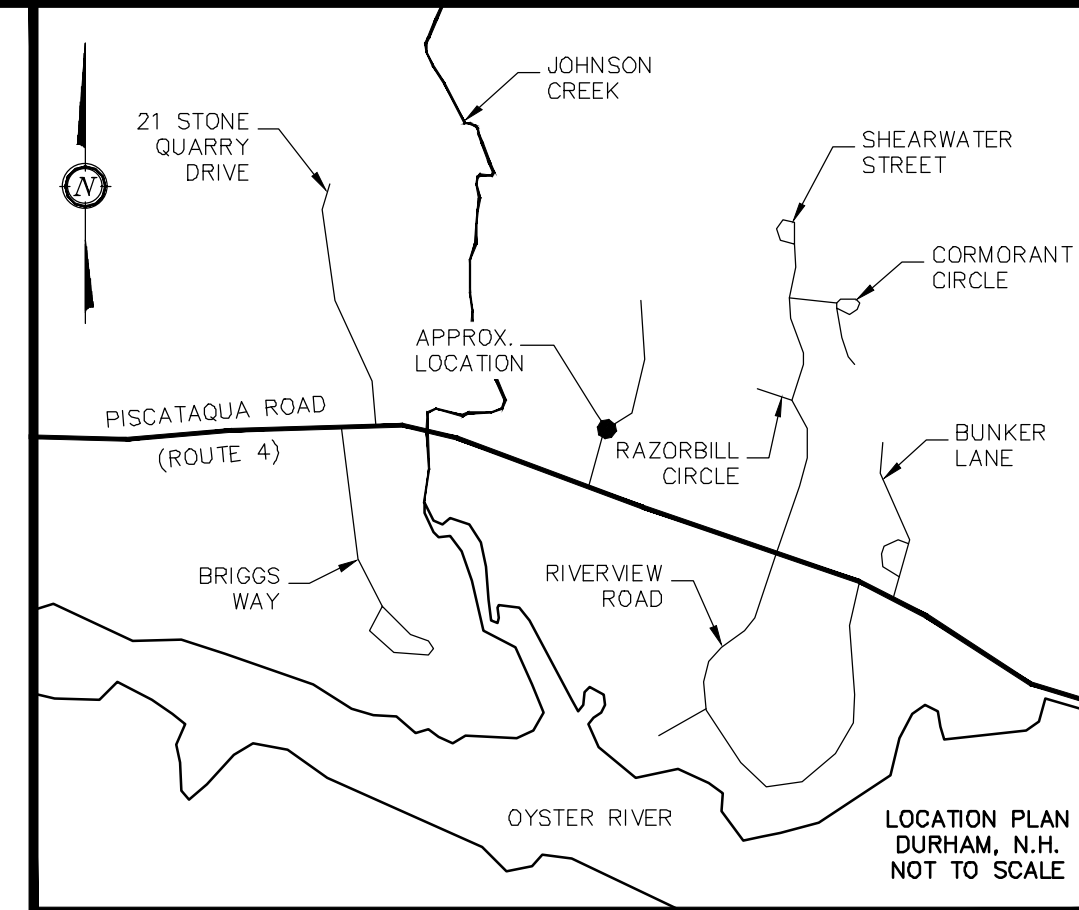 JOHNSON
CREEK
21 STONE
QUARRY
DRIVE
N
SHEARWATER
STREET
CORMORANT
CIRCLE
APPROX.
LOCATION
PISCATAQUA ROAD
(ROUTE 4)
RAZORBILL
CIRCLE
BUNKER
LANE
BRIGGS
WAY
RIVERVIEW
ROAD
OYSTER RIVER
LOCATION PLAN
DURHAM, N.H.
NOT TO SCALE